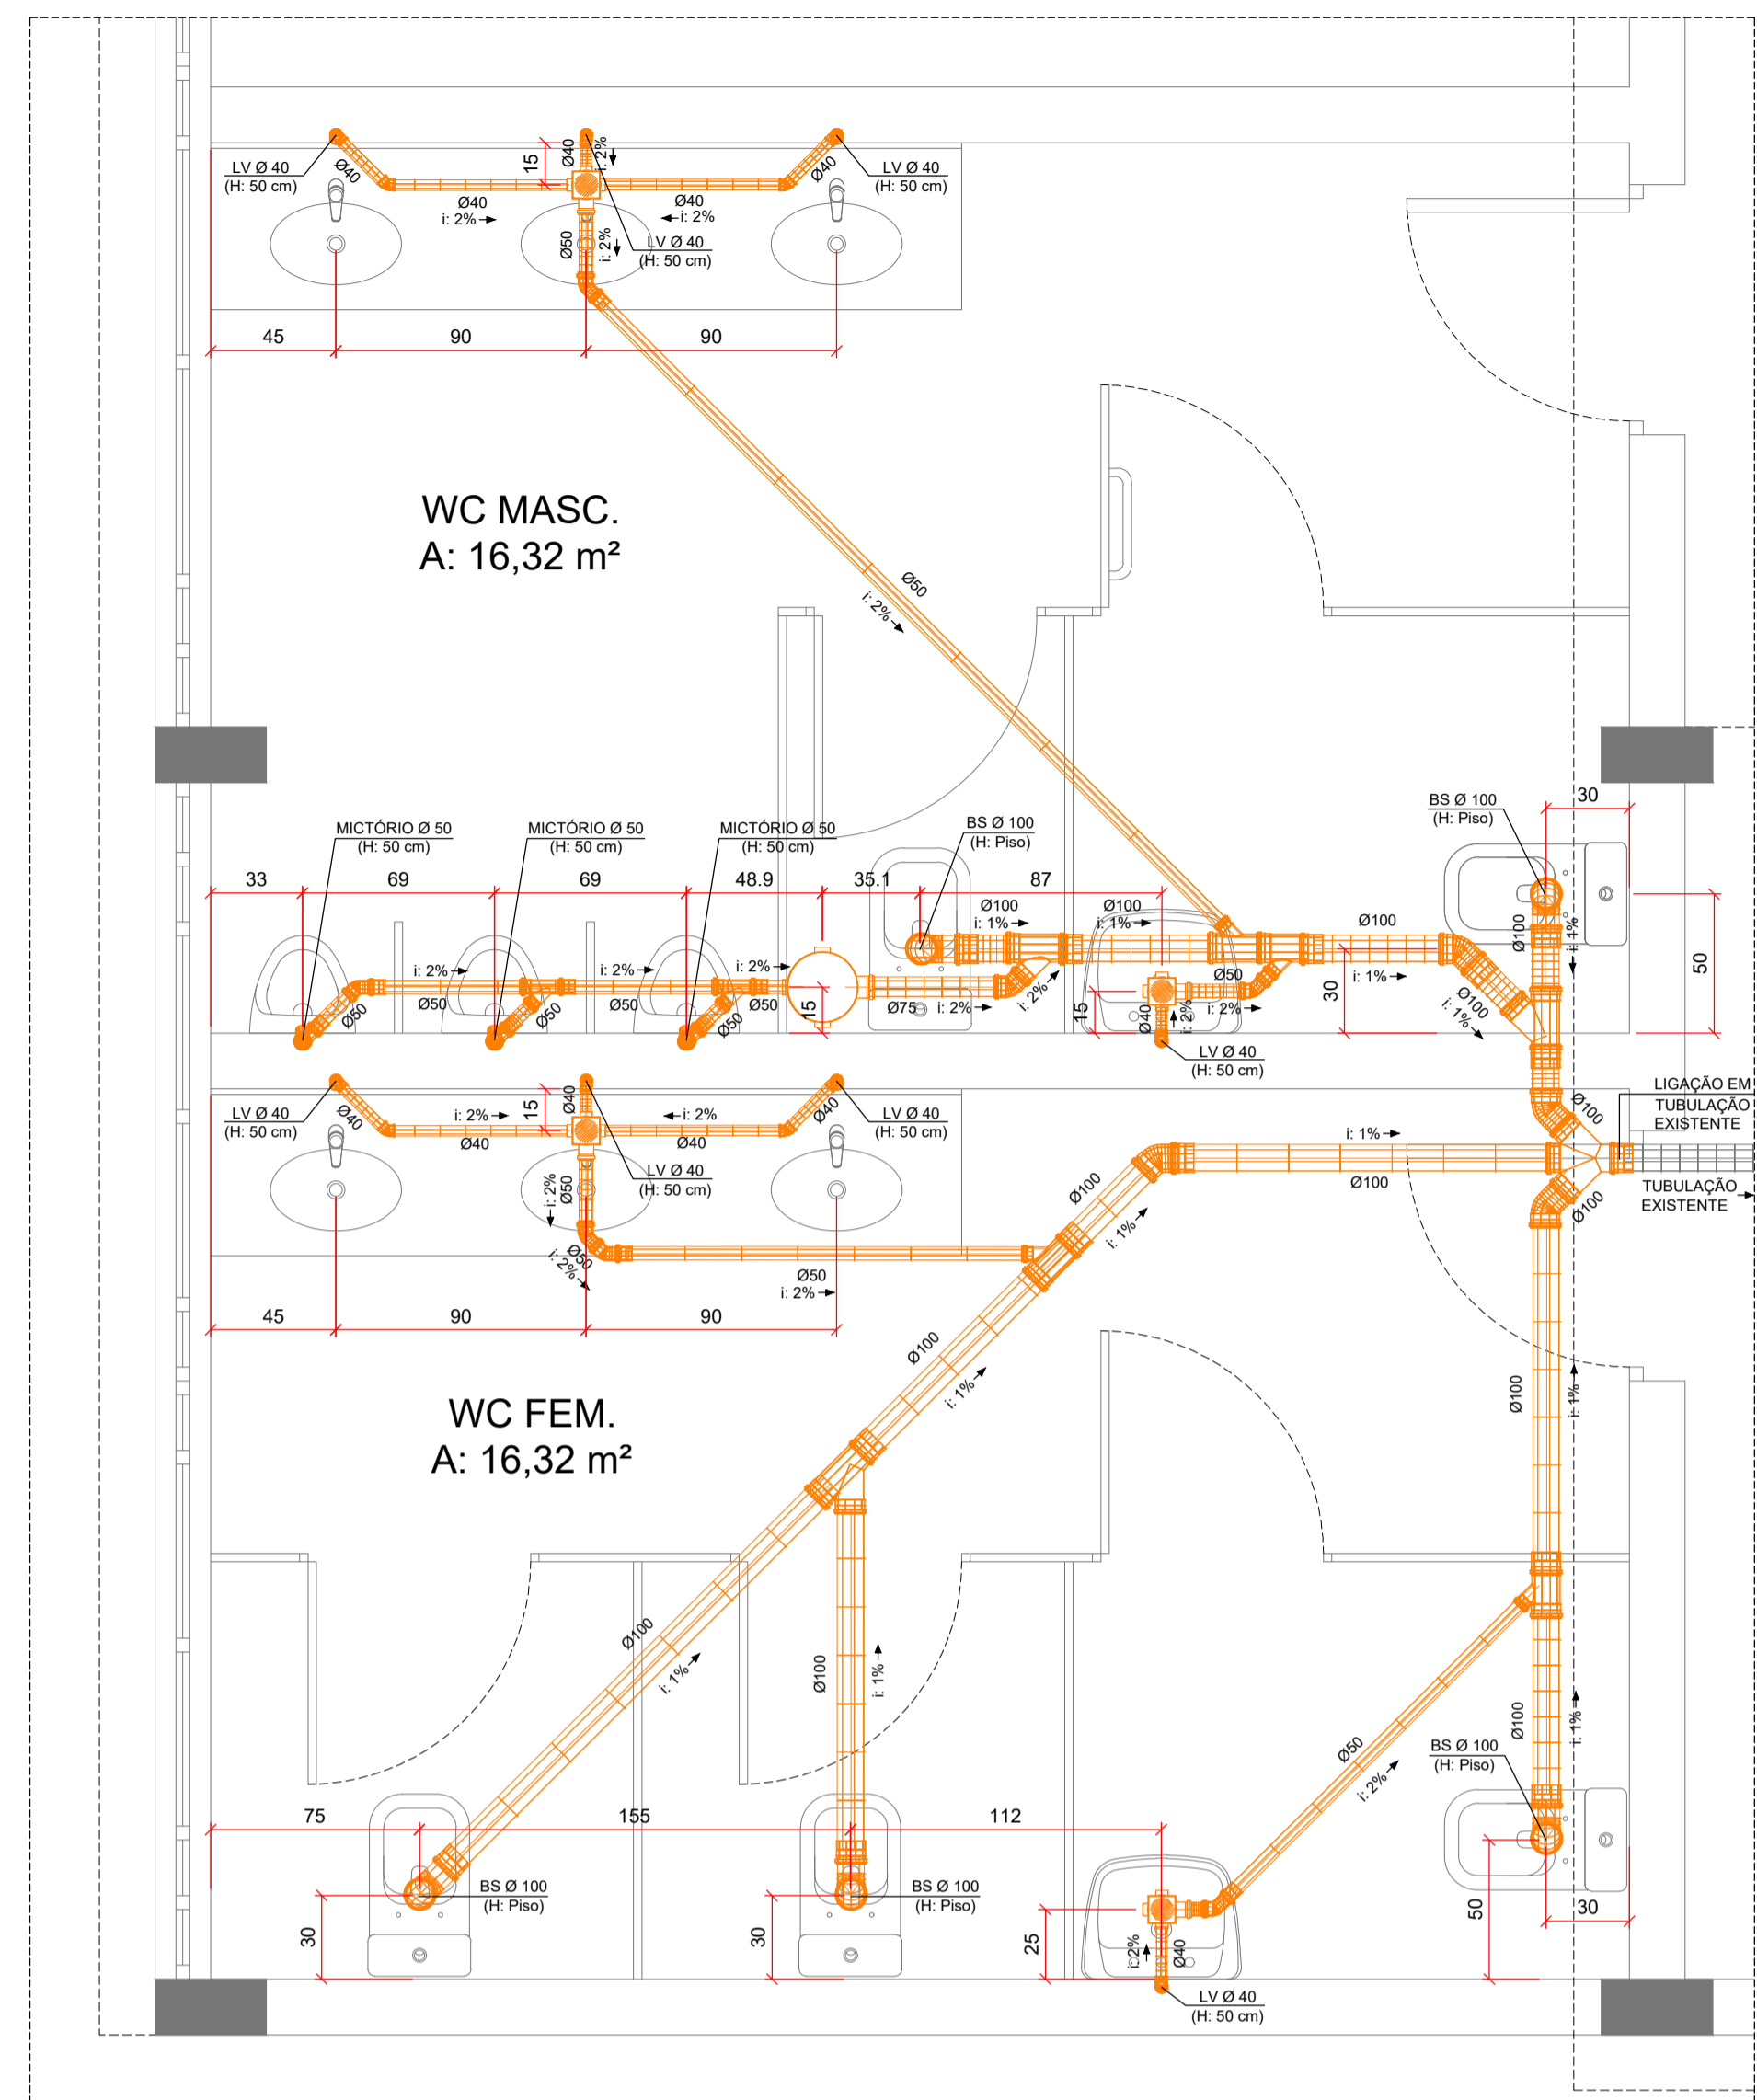 LV Ø 40
(H: 50 cm)
Ø40
15
Ø40
i: 2%
Ø40
LV Ø 40
(H: 50 cm)
Ø40
i: 2%
Ø40
i: 2%
Ø50
i: 2%
LV Ø 40
(H: 50 cm)
45
90
90
WC MASC.
A: 16,32 m²
Ø50
i: 2%
MICTÓRIO Ø 50
(H: 50 cm)
MICTÓRIO Ø 50
(H: 50 cm)
MICTÓRIO Ø 50
(H: 50 cm)
BS Ø 100
(H: Piso)
BS Ø 100
(H: Piso)
30
33
69
69
48.9
35.1
87
Ø100
i: 1%
Ø100
i: 1%
Ø100
i: 1%
Ø100
i: 1%
50
i: 2%
i: 2%
i: 2%
Ø50
Ø50
Ø50
Ø50
Ø50
Ø50
15
Ø75
i: 2%
i: 2%
15
Ø40
i: 2%
Ø50
i: 2%
30
Ø100
i: 1%
LV Ø 40
(H: 50 cm)
LV Ø 40
(H: 50 cm)
Ø40
i: 2%
Ø40
15
Ø40
i: 2%
Ø40
Ø40
LV Ø 40
(H: 50 cm)
LIGAÇÃO EM
TUBULAÇÃO
EXISTENTE
Ø100
i: 1%
Ø100
Ø100
TUBULAÇÃO
EXISTENTE
i: 2%
Ø50
LV Ø 40
(H: 50 cm)
Ø50
i: 2%
Ø50
i: 2%
Ø100
i: 1%
45
90
90
Ø100
i: 1%
Ø100
i: 1%
WC FEM.
A: 16,32 m²
Ø100
i: 1%
Ø100
i: 1%
Ø50
i: 2%
Ø100
i: 1%
BS Ø 100
(H: Piso)
75
155
112
BS Ø 100
(H: Piso)
BS Ø 100
(H: Piso)
30
30
25
i: 2%
Ø40
50
30
LV Ø 40
(H: 50 cm)